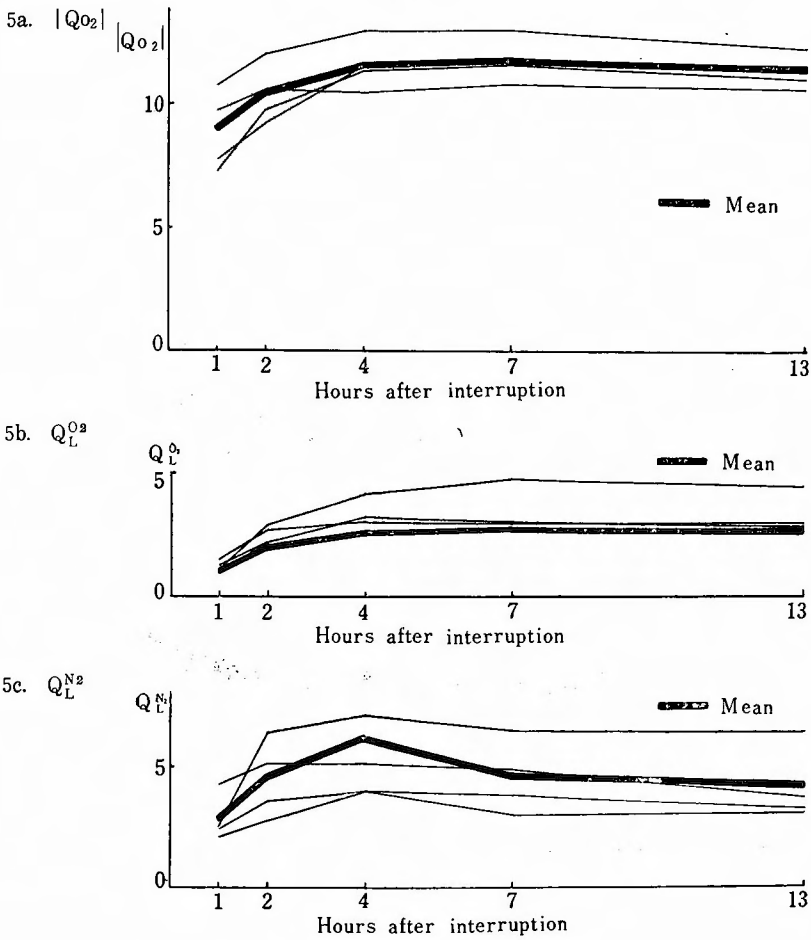 5a. |Qo₂|
|Qo₂|
10
5
0
Mean
1 2 4 7 13
Hours after interruption
5b. Q_L^O2
Q_L^O2
5
0
Mean
1 2 4 7 13
Hours after interruption
5c. Q_L^N2
Q_L^N2
5
0
Mean
1 2 4 7 13
Hours after interruption